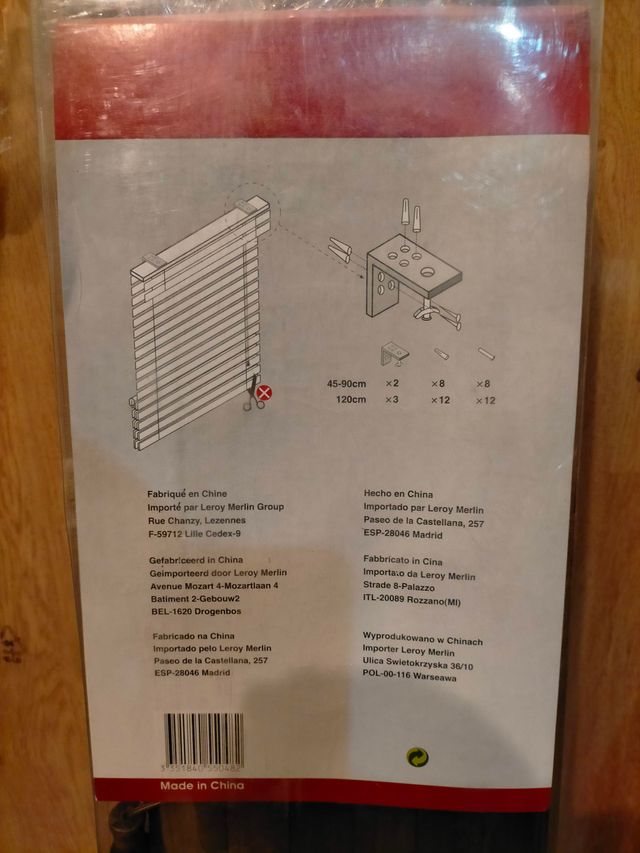 45-90cm ×2 ×8 ×8
120cm ×3 ×12 ×12
Fabriqué en Chine
Importé par Leroy Merlin Group
Rue Chanzy, Lezennes
F-59712 Lille Cedex-9
Hecho en China
Importado por Leroy Merlin
Paseo de la Castellana, 257
ESP-28046 Madrid
Gefabriceerd in China
Geimporteerd door Leroy Merlin
Avenue Mozart 4-Mozartlaan 4
Batiment 2-Gebouw2
BEL-1620 Drogenbos
Fabbricato in Cina
Importato da Leroy Merlin
Strade 8-Palazzo
ITL-20089 Rozzano(MI)
Fabricado na China
Importado pelo Leroy Merlin
Paseo de la Castellana, 257
ESP-28046 Madrid
Wyprodukowano w Chinach
Importer Leroy Merlin
Ulica Swietokrzyska 36/10
POL-00-116 Warseawa
3 351840 550482
Made in China